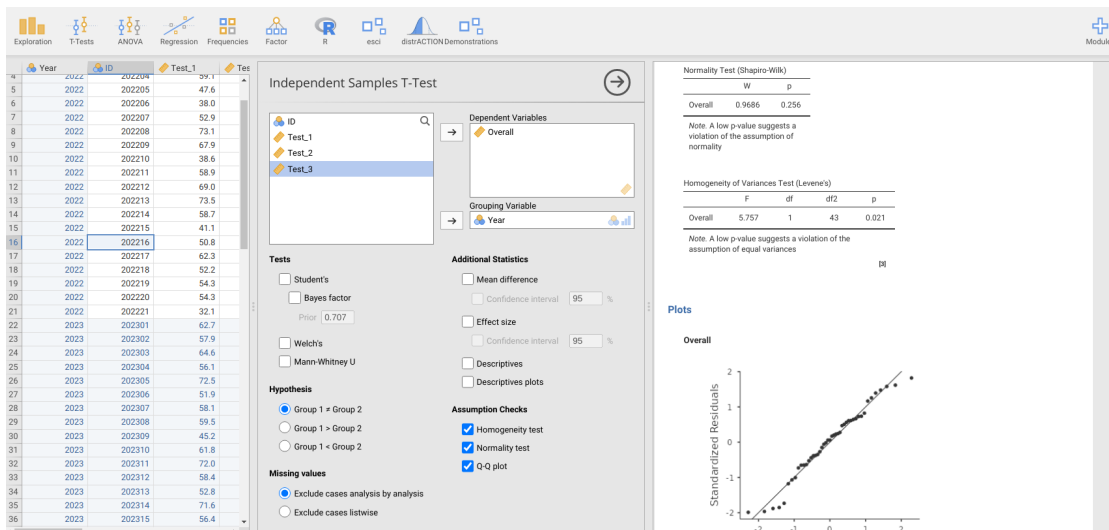 Exploration T-Tests ANOVA Regression Frequencies Factor R esci distrACTION Demonstrations Module
Year ID Test_1 Tes
4 2022 202204 59.1
5 2022 202205 47.6
6 2022 202206 38.0
7 2022 202207 52.9
8 2022 202208 73.1
9 2022 202209 67.9
10 2022 202210 38.6
11 2022 202211 58.9
12 2022 202212 69.0
13 2022 202213 73.5
14 2022 202214 58.7
15 2022 202215 41.1
16 2022 202216 50.8
17 2022 202217 62.3
18 2022 202218 52.2
19 2022 202219 54.3
20 2022 202220 54.3
21 2022 202221 32.1
22 2023 202301 62.7
23 2023 202302 57.9
24 2023 202303 64.6
25 2023 202304 56.1
26 2023 202305 72.5
27 2023 202306 51.9
28 2023 202307 58.1
29 2023 202308 59.5
30 2023 202309 45.2
31 2023 202310 61.8
32 2023 202311 72.0
33 2023 202312 58.4
34 2023 202313 52.8
35 2023 202314 71.6
36 2023 202315 56.4
Independent Samples T-Test
ID
Test_1
Test_2
Test_3
Dependent Variables
Overall
Grouping Variable
Year
Tests
Student's
Bayes factor
Prior 0.707
Welch's
Mann-Whitney U
Hypothesis
Group 1 ≠ Group 2
Group 1 > Group 2
Group 1 < Group 2
Missing values
Exclude cases analysis by analysis
Exclude cases listwise
Additional Statistics
Mean difference
Confidence interval 95 %
Effect size
Confidence interval 95 %
Descriptives
Descriptives plots
Assumption Checks
Homogeneity test
Normality test
Q-Q plot
Normality Test (Shapiro-Wilk)
W p
Overall 0.9686 0.256
Note. A low p-value suggests a
violation of the assumption of
normality
Homogeneity of Variances Test (Levene's)
F df df2 p
Overall 5.757 1 43 0.021
Note. A low p-value suggests a violation of the
assumption of equal variances
[3]
Plots
Overall
Standardized Residuals
2
1
0
-1
-2
-2 -1 0 1 2